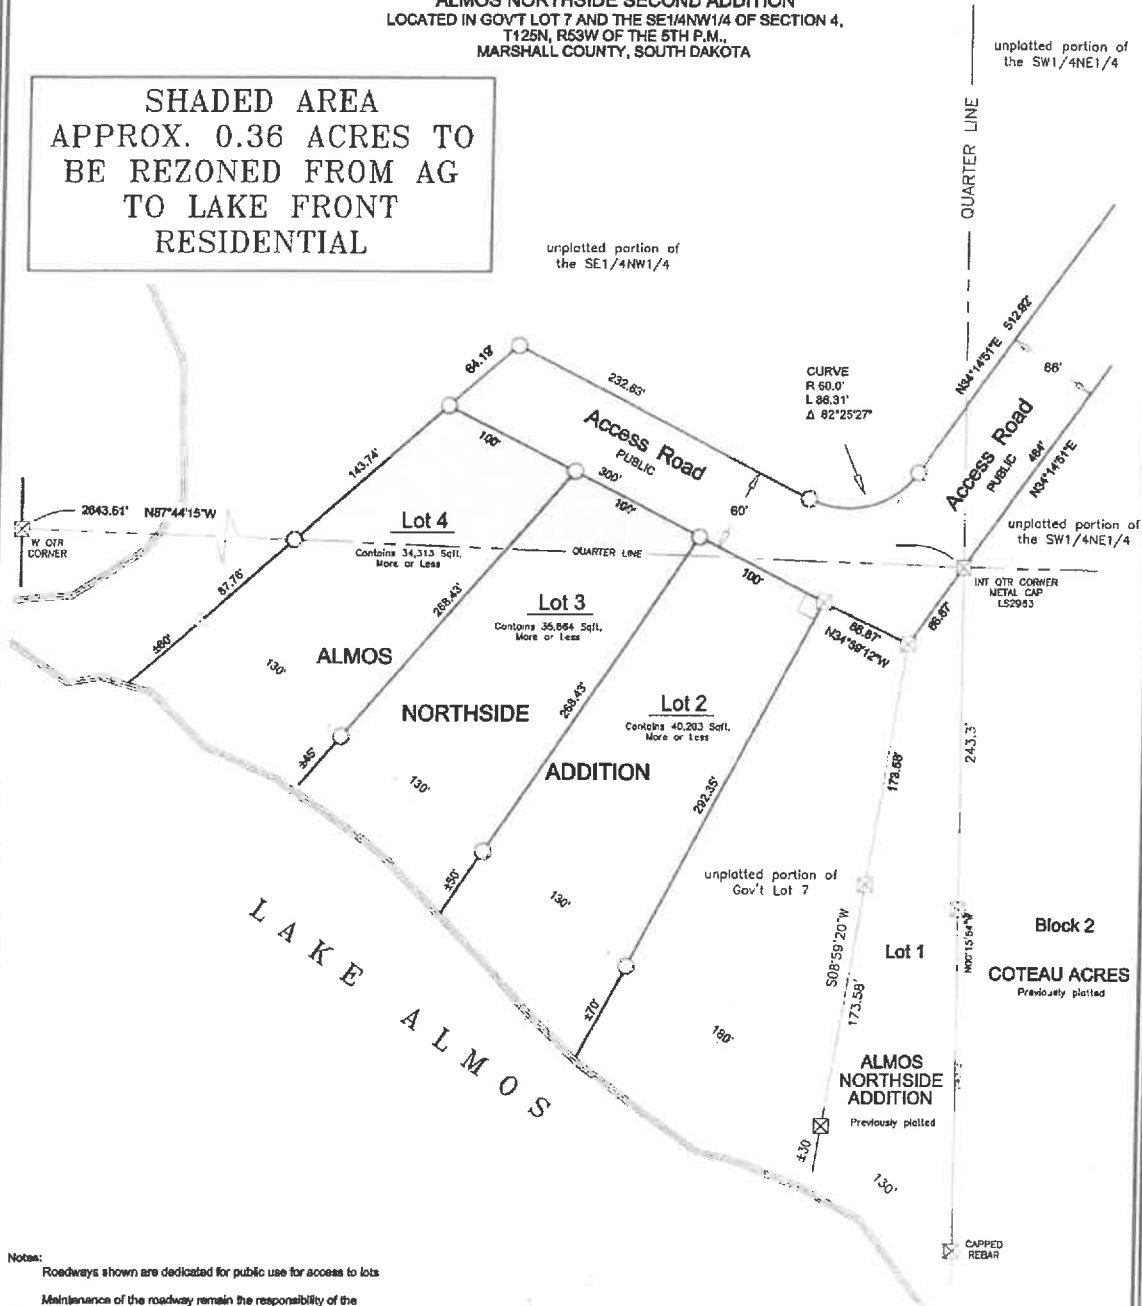 ALMOS NORTHSIDE SECOND ADDITION
LOCATED IN GOV'T LOT 7 AND THE SE1/4NW1/4 OF SECTION 4,
T125N, R53W OF THE 5TH P.M.,
MARSHALL COUNTY, SOUTH DAKOTA
unplatted portion of
the SW1/4NE1/4
SHADED AREA
APPROX. 0.36 ACRES TO
BE REZONED FROM AG
TO LAKE FRONT
RESIDENTIAL
QUARTER LINE
unplatted portion of
the SE1/4NW1/4
N34°14'51"E 512.92'
66'
64.19'
232.63'
CURVE
R 60.0'
L 86.31'
Δ 82°25'27"
Access Road
PUBLIC
Access Road
PUBLIC
484'
N34°14'51"E
100'
300'
100'
60'
143.74'
2643.61' N87°44'15"W
W QTR
CORNER
Lot 4
Contains 34,313 Sqft.
More or Less
QUARTER LINE
unplatted portion of
the SW1/4NE1/4
100'
INT QTR CORNER
METAL CAP
LS2983
87.76'
268.43'
Lot 3
Contains 35,664 Sqft.
More or Less
66.67'
N34°59'12"W
66.67'
±60'
130'
ALMOS
NORTHSIDE
ADDITION
268.43'
Lot 2
Contains 40,203 Sqft.
More or Less
243.3'
±45'
130'
292.35'
179.58'
unplatted portion of
Gov't Lot 7
±50'
130'
S08°59'20"W
173.58'
Lot 1
N00°15'54"W
Block 2
COTEAU ACRES
Previously platted
LAKE ALMOS
±70'
180'
ALMOS
NORTHSIDE
ADDITION
Previously platted
±30
130'
CAPPED
REBAR
Notes:
Roadways shown are dedicated for public use for access to lots
Maintenance of the roadway remain the responsibility of the